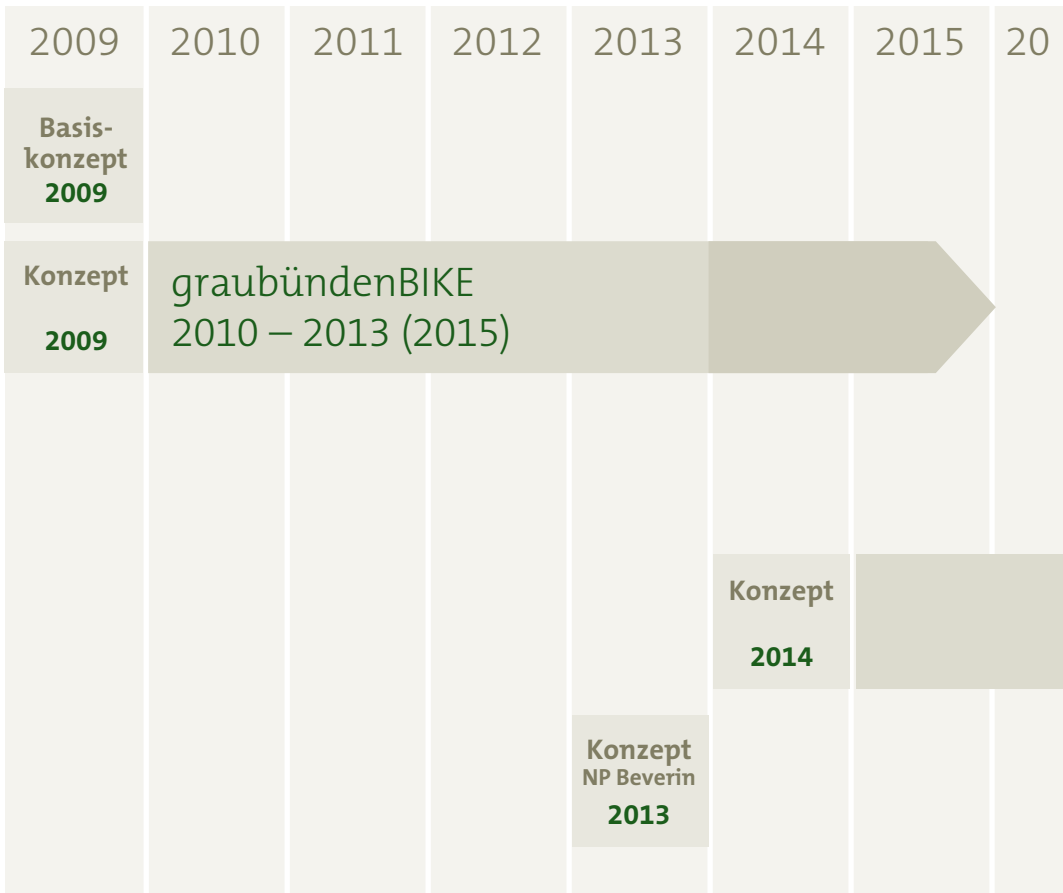 2009 2010 2011 2012 2013 2014 2015 20
Basis-
konzept
2009
Konzept
2009
graubündenBIKE
2010 – 2013 (2015)
Konzept
2014
Konzept
NP Beverin
2013